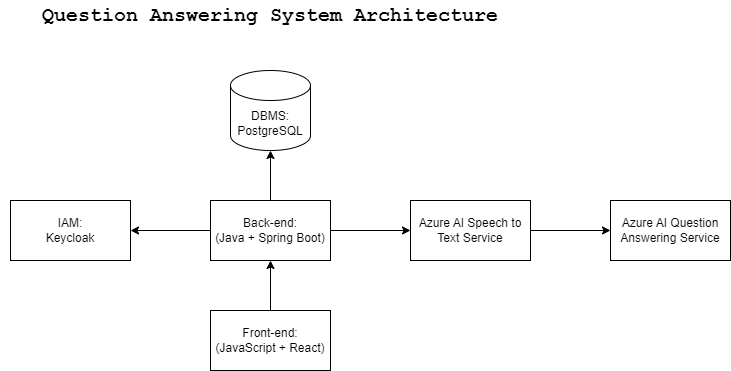 Question Answering System Architecture
DBMS:
PostgreSQL
IAM:
Keycloak
Back-end:
(Java + Spring Boot)
Azure AI Speech to
Text Service
Azure AI Question
Answering Service
Front-end:
(JavaScript + React)